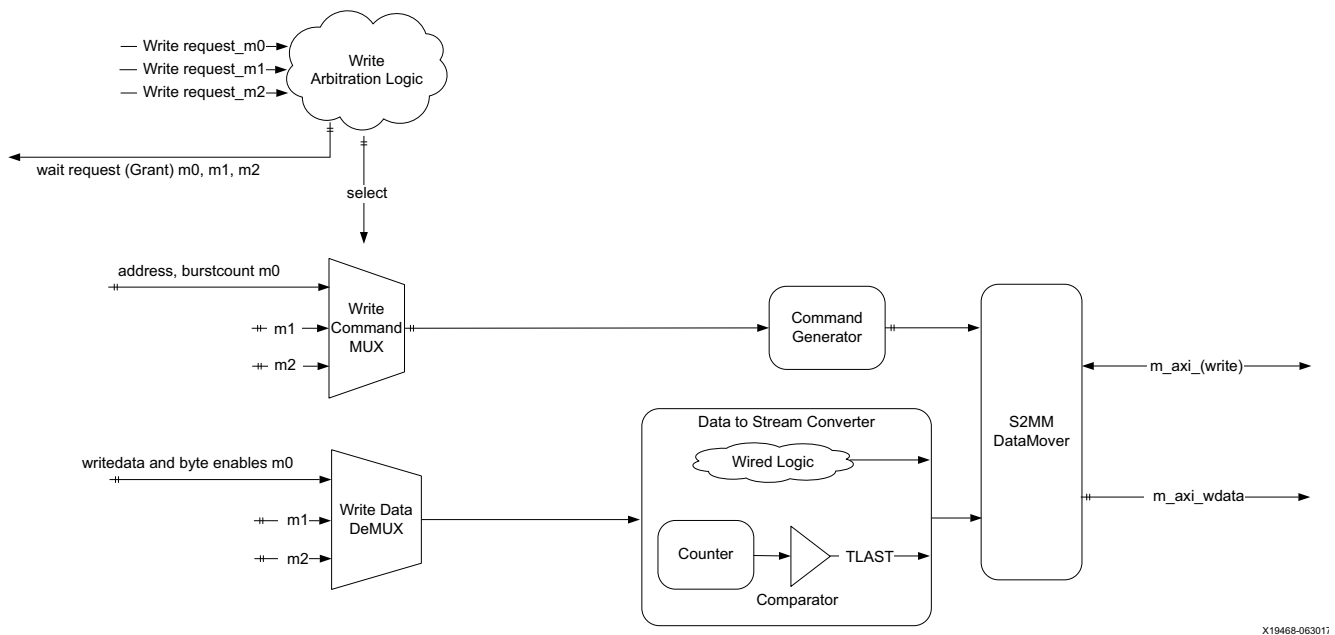 Write request_m0
Write request_m1
Write request_m2
Write
Arbitration Logic
wait request (Grant) m0, m1, m2
select
address, burstcount m0
m1
m2
Write
Command
MUX
Command
Generator
m_axi_(write)
S2MM
DataMover
m_axi_wdata
writedata and byte enables m0
m1
m2
Write Data
DeMUX
Data to Stream Converter
Wired Logic
Counter
TLAST
Comparator
X19468-063017